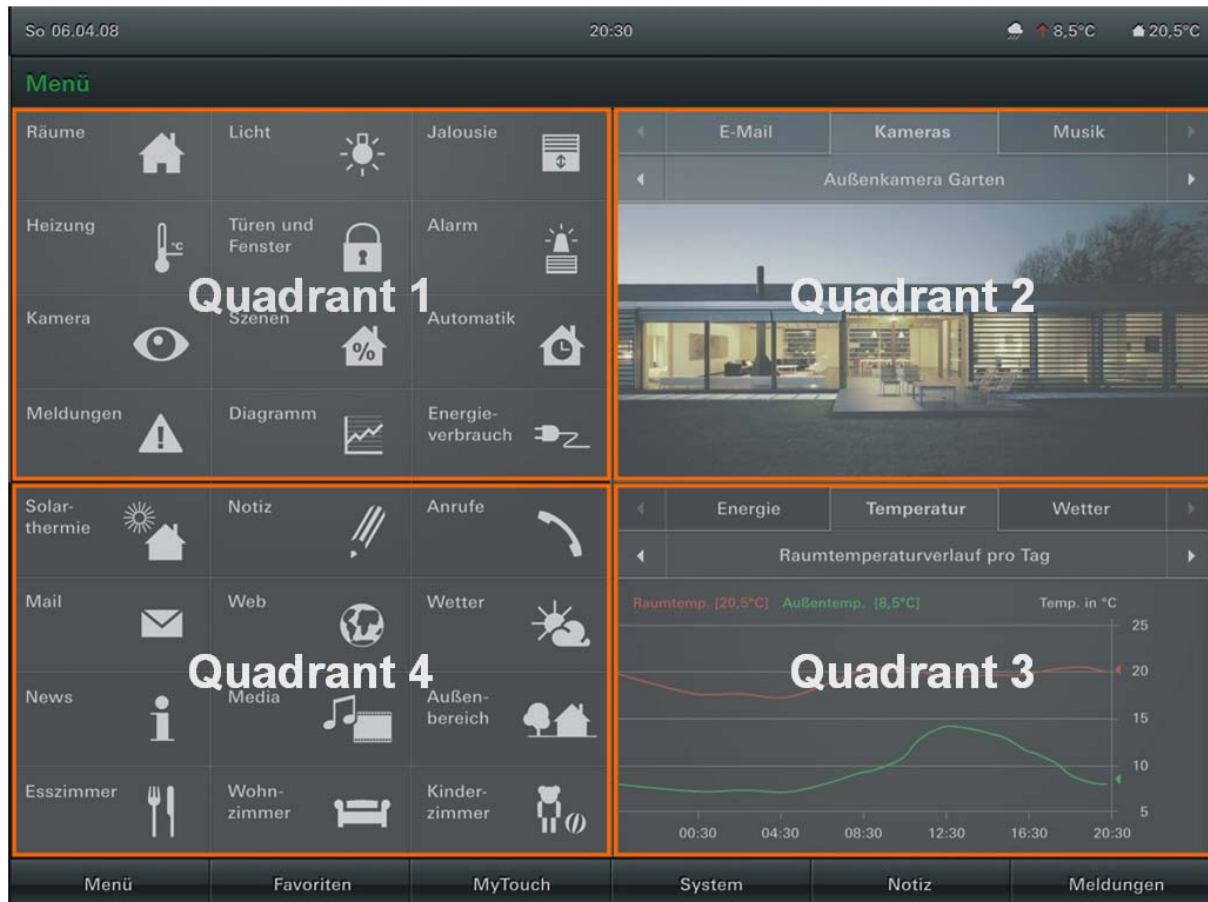 So 06.04.08 20:30 8,5°C 20,5°C
Menü
Räume Licht Jalousie
Heizung Türen und Fenster Alarm
Kamera Szenen Automatik
Meldungen Diagramm Energie-
verbrauch
°C
%
Quadrant 1
E-Mail Kameras Musik
Außenkamera Garten
Quadrant 2
Solar-
thermie Notiz Anrufe
Mail Web Wetter
News Media Außen-
bereich
Esszimmer Wohn-
zimmer Kinder-
zimmer
Quadrant 4
Energie Temperatur Wetter
Raumtemperaturverlauf pro Tag
Raumtemp. [20,5°C] Außentemp. [8,5°C] Temp. in °C
25
20
15
10
5
00:30 04:30 08:30 12:30 16:30 20:30
Quadrant 3
Menü Favoriten MyTouch System Notiz Meldungen